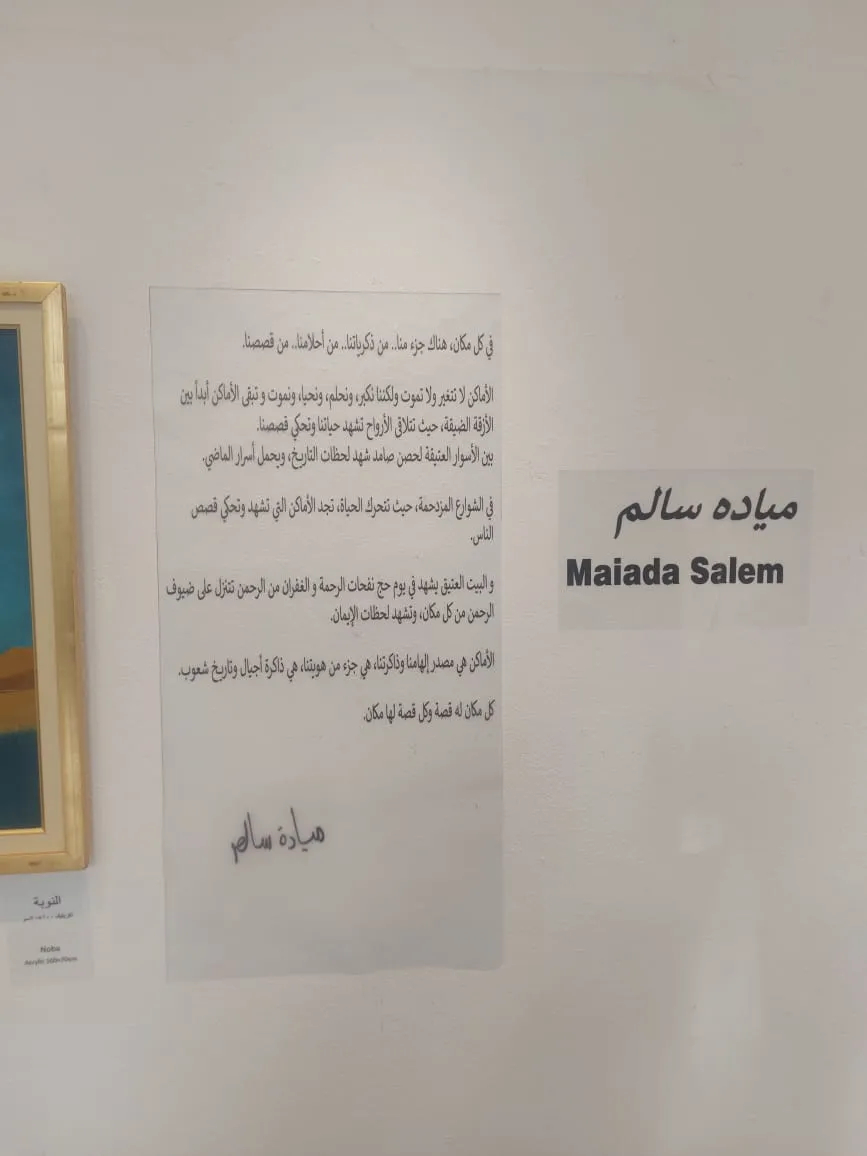 في كل مكان، هناك جزء منا.. من ذكرياتنا.. من أحلامنا.. من قصصنا.
الأماكن لا تتغير ولا تموت ولكننا نكبر، ونحلم، ونحيا، ونموت و تبقى الأماكن أبداً بين
الأزقة الضيقة، حيث تتلاقى الأرواح تشهد حياتنا وتحكي قصصنا.
بين الأسوار العتيقة لحصن صامد شهد لحظات التاريخ، ويحمل أسرار الماضي.
في الشوارع المزدحمة، حيث تتحرك الحياة، تجد الأماكن التي تشهد وتحكي قصص
الناس.
و البيت العتيق يشهد في يوم حج نفحات الرحمة و الغفران من الرحمن تتنزل على ضيوف
الرحمن من كل مكان، وتشهد لحظات الإيمان.
الأماكن هي مصدر إلهامنا وذاكرتنا، هي جزء من هويتنا، هي ذاكرة أجيال وتاريخ شعوب.
كل مكان له قصة وكل قصة لها مكان.
ميادة سالم
مياده سالم
Maiada Salem
النوبة
Noba
Acrylic